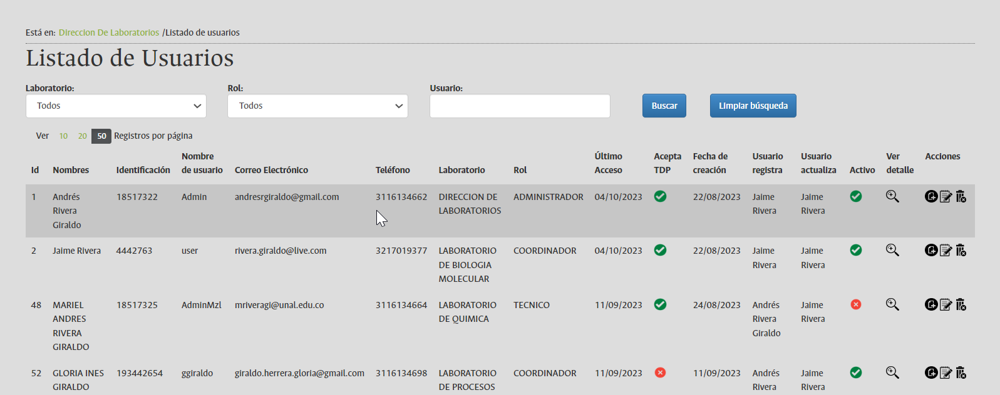 Está en: Direccion De Laboratorios /Listado de usuarios
Listado de Usuarios
Laboratorio: Rol: Usuario:
Todos Todos Buscar Limpiar búsqueda
Ver 10 20 50 Registros por página
Nombre Último Acepta Fecha de Usuario Usuario Ver Acciones
Id Nombres Identificación de usuario Correo Electrónico Teléfono Laboratorio Rol Acceso TDP creación registra actualiza Activo detalle
1 Andrés 18517322 Admin andresrgiraldo@gmail.com 3116134662 DIRECCION DE ADMINISTRADOR 04/10/2023 22/08/2023 Jaime Jaime
Rivera LABORATORIOS Rivera Rivera
Giraldo
2 Jaime Rivera 4442763 user rivera.giraldo@live.com 3217019377 LABORATORIO COORDINADOR 04/10/2023 22/08/2023 Jaime Jaime
DE BIOLOGIA Rivera Rivera
MOLECULAR
48 MARIEL 18517325 AdminMzl mriveragi@unal.edu.co 3116134664 LABORATORIO TECNICO 11/09/2023 24/08/2023 Andrés Jaime
ANDRES DE QUIMICA Rivera Rivera
RIVERA Giraldo
GIRALDO
52 GLORIA INES 193442654 ggiraldo giraldo.herrera.gloria@gmail.com 3116134698 LABORATORIO COORDINADOR 11/09/2023 11/09/2023 Andrés Jaime
GIRALDO DE PROCESOS Rivera Rivera